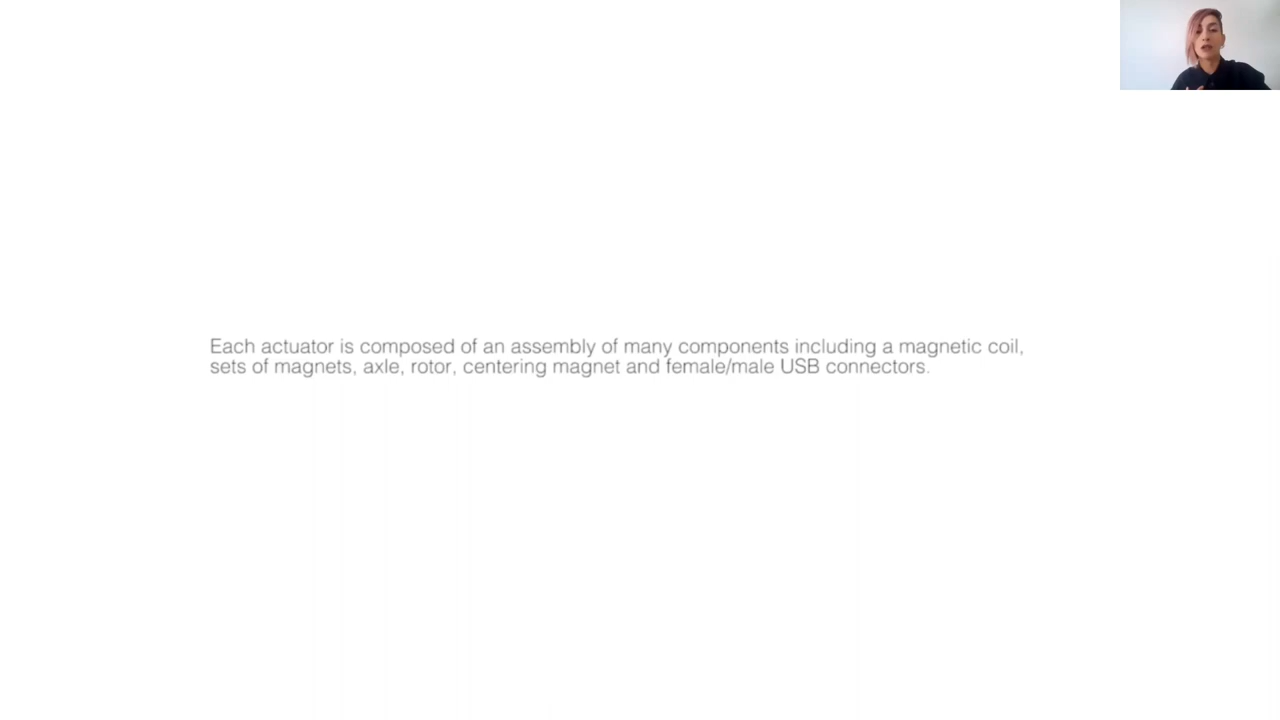 Each actuator is composed of an assembly of many components including a magnetic coil,
sets of magnets, axle, rotor, centering magnet and female/male USB connectors.